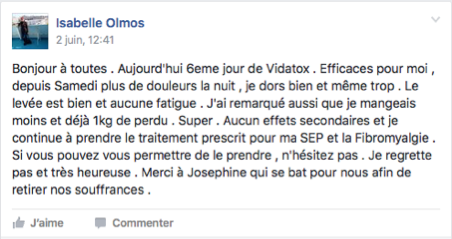 Isabelle Olmos
2 juin, 12:41
Bonjour à toutes . Aujourd'hui 6eme jour de Vidatox . Efficaces pour moi ,
depuis Samedi plus de douleurs la nuit , je dors bien et même trop . Le
levée est bien et aucune fatigue . J'ai remarqué aussi que je mangeais
moins et déjà 1kg de perdu . Super . Aucun effets secondaires et je
continue à prendre le traitement prescrit pour ma SEP et la Fibromyalgie .
Si vous pouvez vous permettre de le prendre , n'hésitez pas . Je regrette
pas et très heureuse . Merci à Josephine qui se bat pour nous afin de
retirer nos souffrances .
J'aime Commenter